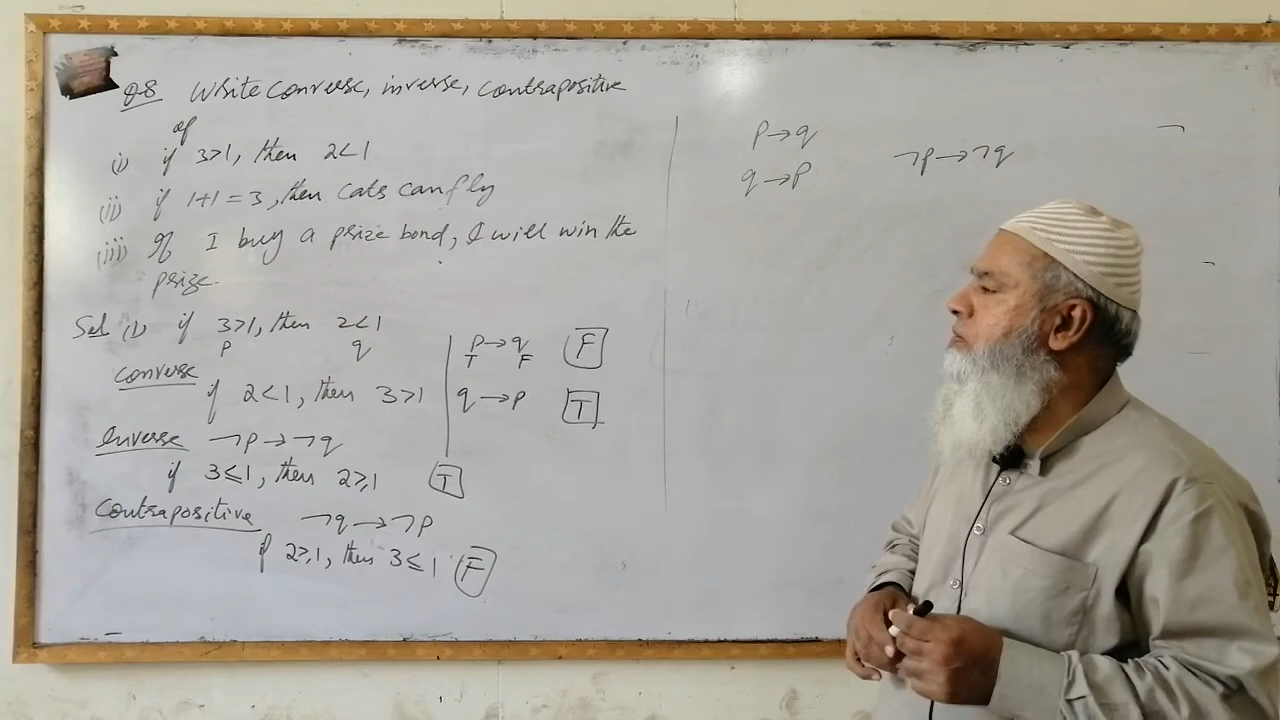 Q8 Write converse, inverse, contrapositive
of
(i) if 3>1, then 2<1
(ii) if 1+1=3, then cats can fly
(iii) If I buy a prize bond, I will win the
prize.
Sol (i) if 3>1, then 2<1
p q
p→q F
T F
converse
if 2<1, then 3>1
q→p T
Inverse ¬p→¬q
if 3≤1, then 2≥1 T
Contrapositive ¬q→¬p
if 2≥1, then 3≤1. F
p→q
q→p ¬p→¬q